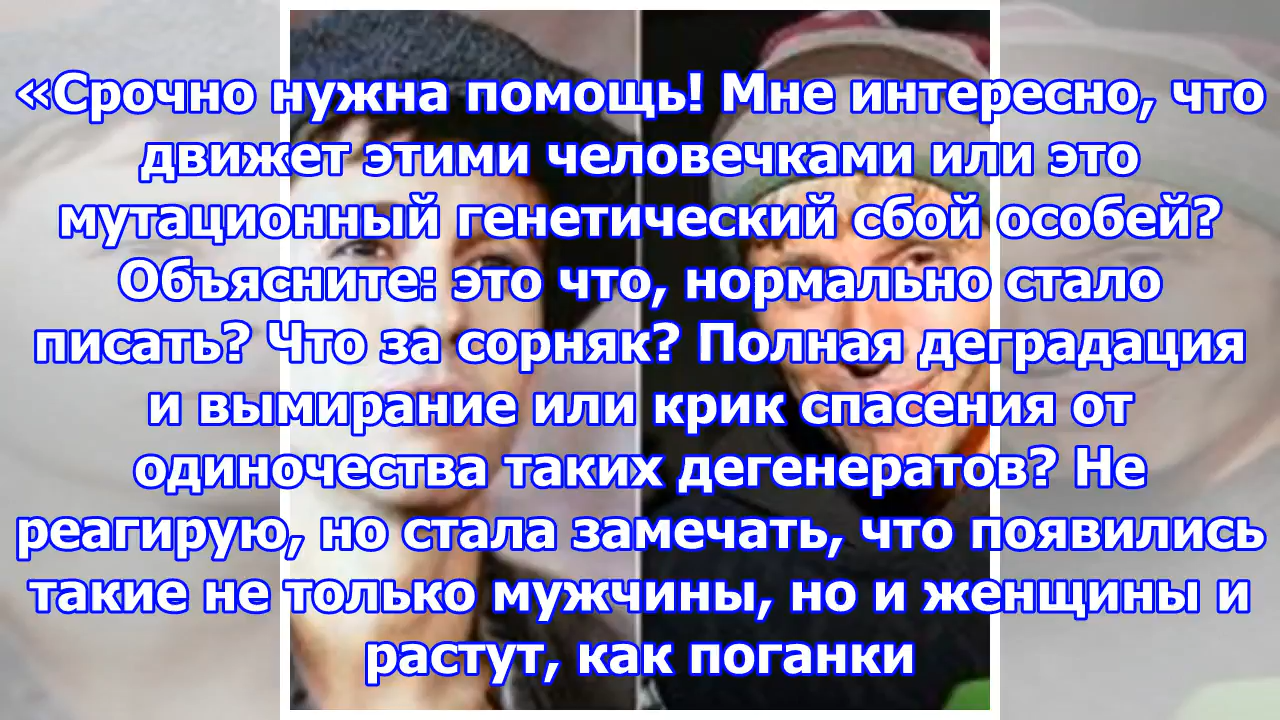 «Срочно нужна помощь! Мне интересно, что
движет этими человечками или это
мутационный генетический сбой особей?
Объясните: это что, нормально стало
писать? Что за сорняк? Полная деградация
и вымирание или крик спасения от
одиночества таких дегенератов? Не
реагирую, но стала замечать, что появились
такие не только мужчины, но и женщины и
растут, как поганки